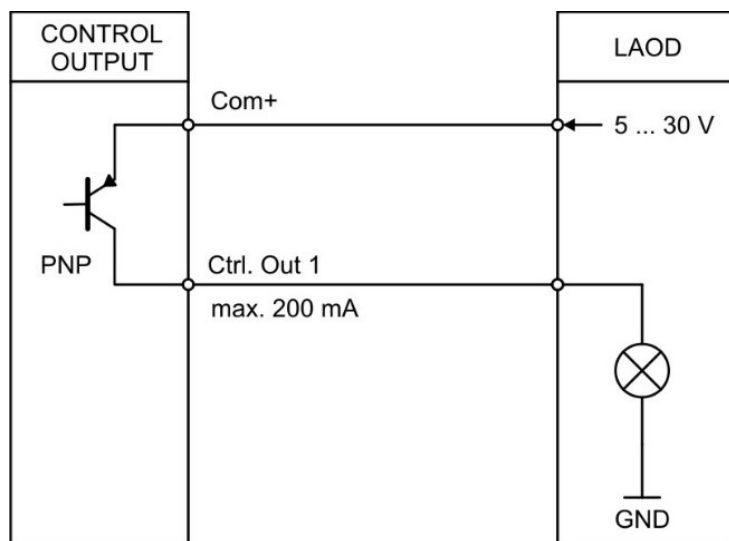 CONTROL
OUTPUT
LAOD
Com+
5 ... 30 V
PNP
Ctrl. Out 1
max. 200 mA
GND